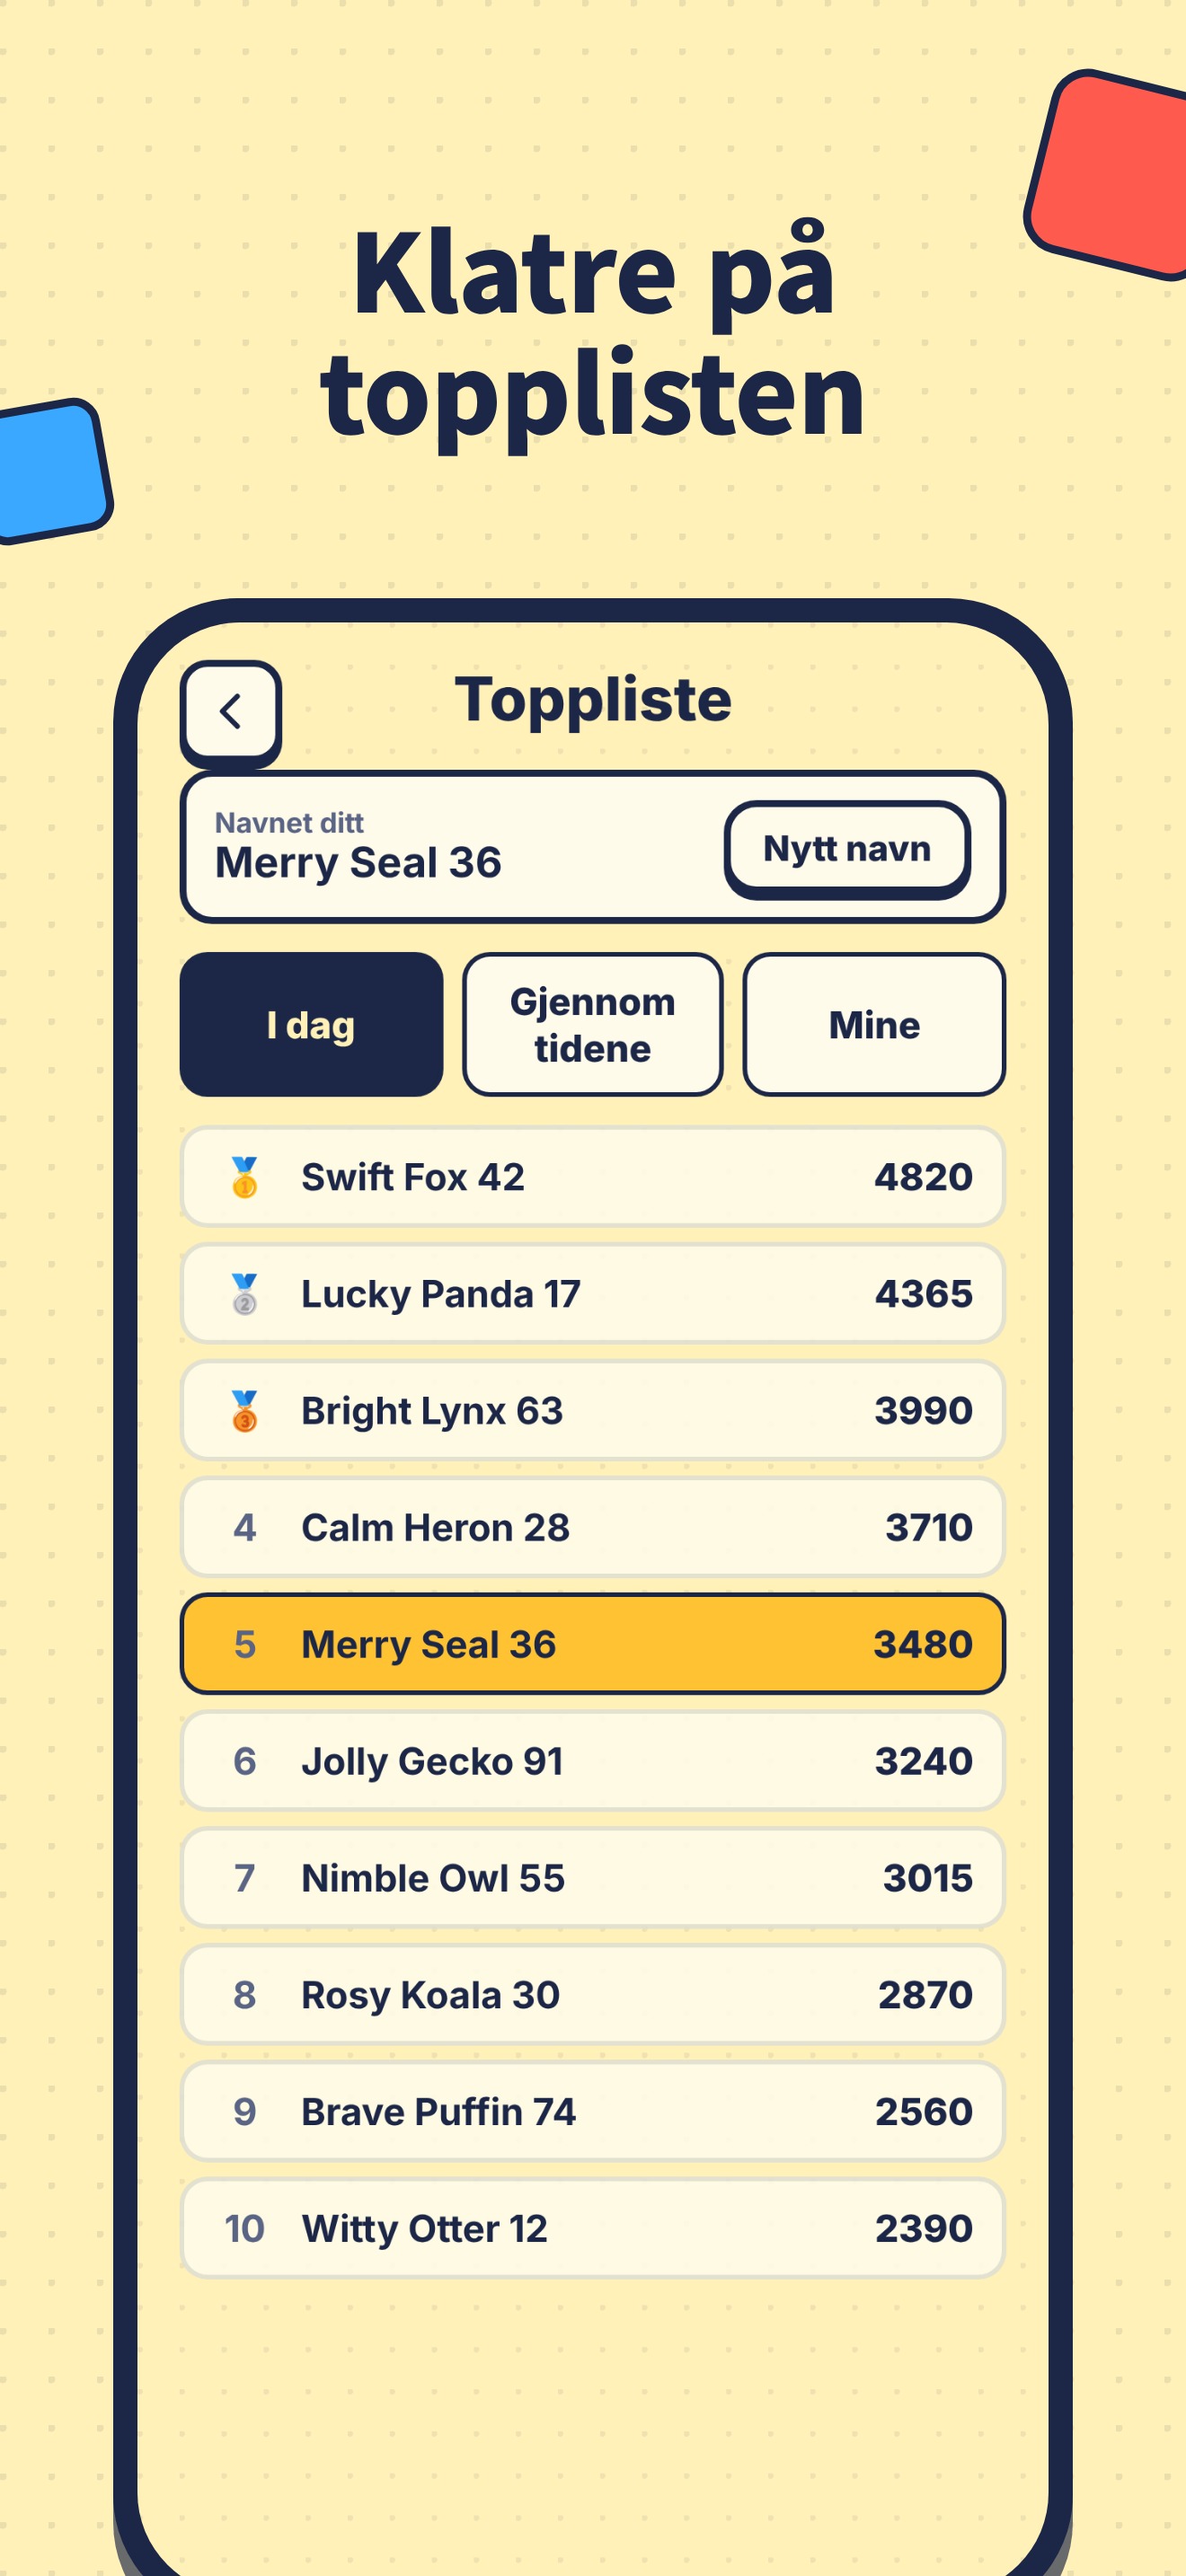 Klatre på
topplisten
Toppliste
Navnet ditt
Merry Seal 36
Nytt navn
I dag
Gjennom
tidene
Mine
🥇 Swift Fox 42 4820
🥈 Lucky Panda 17 4365
🥉 Bright Lynx 63 3990
4 Calm Heron 28 3710
5 Merry Seal 36 3480
6 Jolly Gecko 91 3240
7 Nimble Owl 55 3015
8 Rosy Koala 30 2870
9 Brave Puffin 74 2560
10 Witty Otter 12 2390